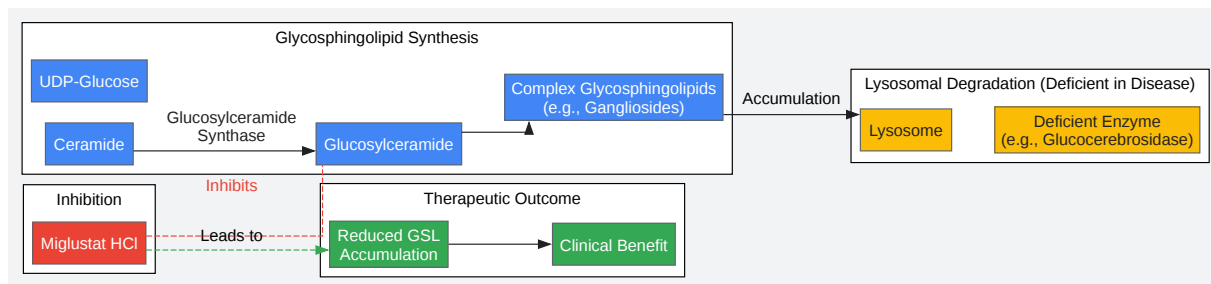 Glycosphingolipid Synthesis
UDP-Glucose
Complex Glycosphingolipids
(e.g., Gangliosides)
Accumulation
Lysosomal Degradation (Deficient in Disease)
Lysosome
Deficient Enzyme
(e.g., Glucocerebrosidase)
Glucosylceramide
Synthase
Ceramide
Glucosylceramide
Inhibits
Inhibition
Miglustat HCl
Leads to
Therapeutic Outcome
Reduced GSL
Accumulation
Clinical Benefit